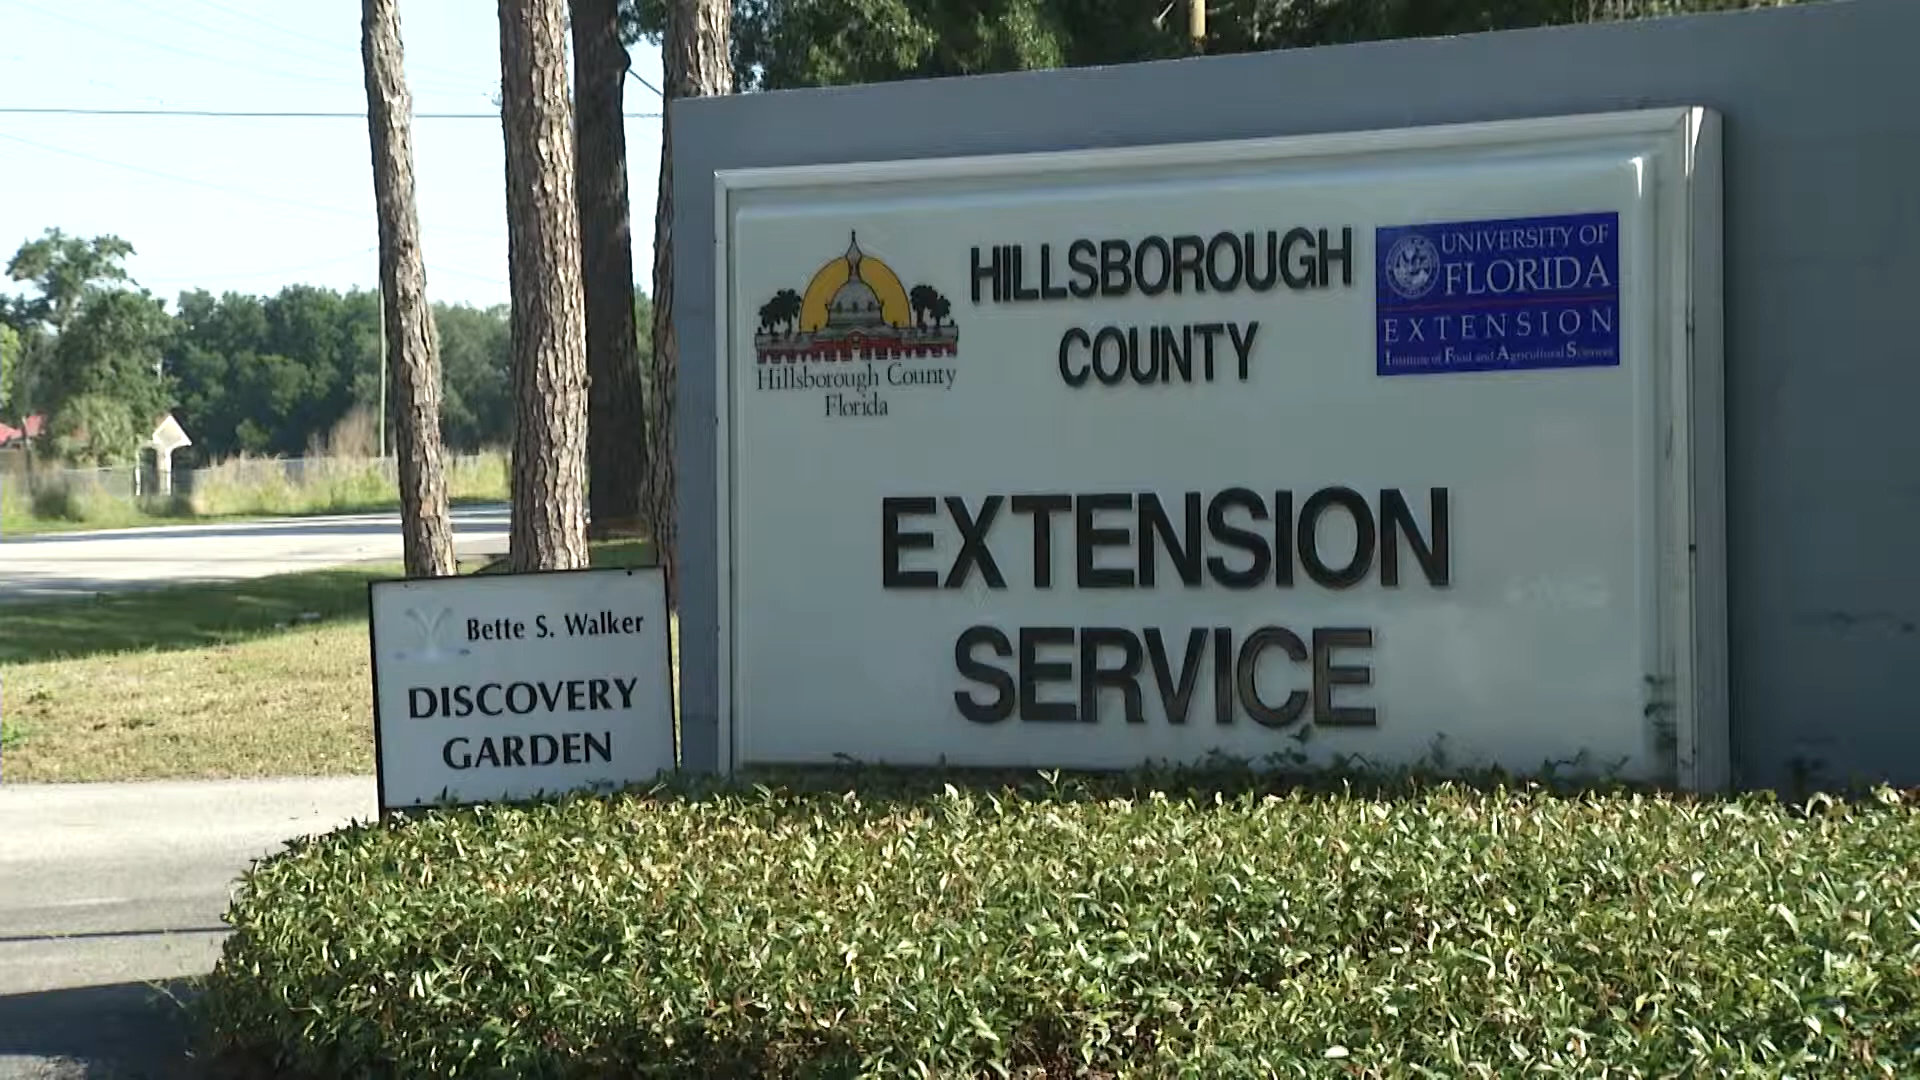 Hillsborough County
Florida
HILLSBOROUGH
COUNTY
UNIVERSITY OF
FLORIDA
EXTENSION
Institute of Food and Agricultural Sciences
EXTENSION
SERVICE
Bette S. Walker
DISCOVERY
GARDEN